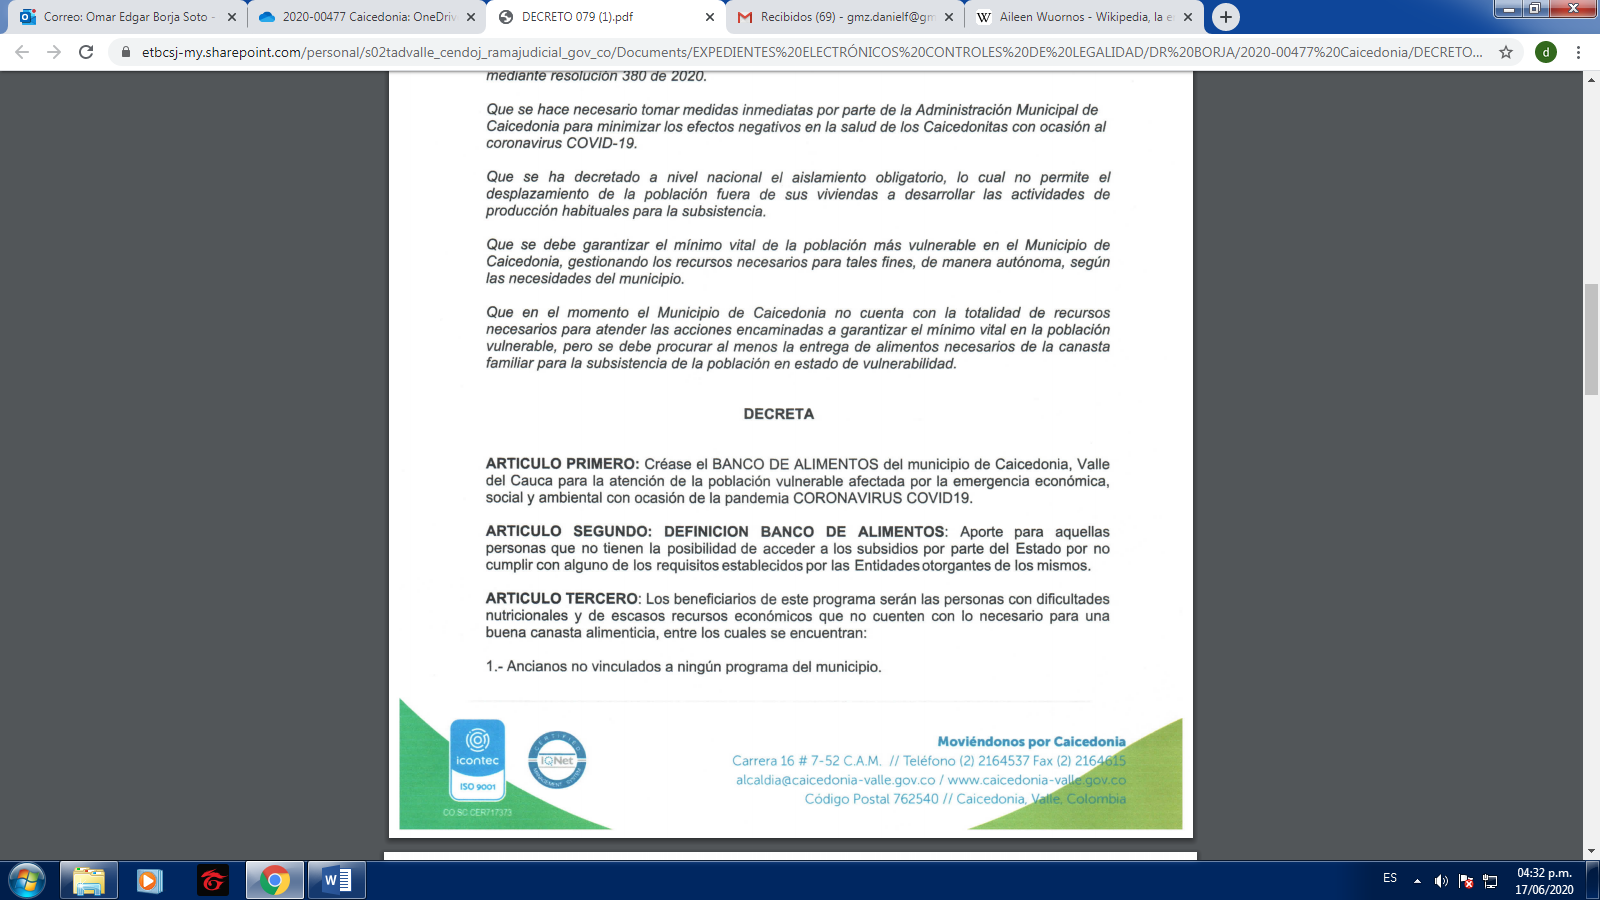 Correo: Omar Edgar Borja Soto -
2020-00477 Caicedonia: OneDriv
DECRETO 079 (1).pdf
Recibidos (69) - gmz.danielf@gm
Aileen Wuornos - Wikipedia, la e
etbcsj-my.sharepoint.com/personal/s02tadvalle_cendoj_ramajudicial_gov_co/Documents/EXPEDIENTES%20ELECTRÓNICOS%20CONTROLES%20DE%20LEGALIDAD/DR%20BORJA/2020-00477%20Caicedonia/DECRETO...
d
mediante resolución 380 de 2020.
Que se hace necesario tomar medidas inmediatas por parte de la Administración Municipal de
Caicedonia para minimizar los efectos negativos en la salud de los Caicedonitas con ocasión al
coronavirus COVID-19.
Que se ha decretado a nivel nacional el aislamiento obligatorio, lo cual no permite el
desplazamiento de la población fuera de sus viviendas a desarrollar las actividades de
producción habituales para la subsistencia.
Que se debe garantizar el mínimo vital de la población más vulnerable en el Municipio de
Caicedonia, gestionando los recursos necesarios para tales fines, de manera autónoma, según
las necesidades del municipio.
Que en el momento el Municipio de Caicedonia no cuenta con la totalidad de recursos
necesarios para atender las acciones encaminadas a garantizar el mínimo vital en la población
vulnerable, pero se debe procurar al menos la entrega de alimentos necesarios de la canasta
familiar para la subsistencia de la población en estado de vulnerabilidad.
DECRETA
ARTICULO PRIMERO: Créase el BANCO DE ALIMENTOS del municipio de Caicedonia, Valle
del Cauca para la atención de la población vulnerable afectada por la emergencia económica,
social y ambiental con ocasión de la pandemia CORONAVIRUS COVID19.
ARTICULO SEGUNDO: DEFINICION BANCO DE ALIMENTOS: Aporte para aquellas
personas que no tienen la posibilidad de acceder a los subsidios por parte del Estado por no
cumplir con alguno de los requisitos establecidos por las Entidades otorgantes de los mismos.
ARTICULO TERCERO: Los beneficiarios de este programa serán las personas con dificultades
nutricionales y de escasos recursos económicos que no cuenten con lo necesario para una
buena canasta alimenticia, entre los cuales se encuentran:
1.- Ancianos no vinculados a ningún programa del municipio.
icontec
ISO 9001
CO.SC.CER717373
CERTIFIED
IQNet
MANAGEMENT SYSTEM
Moviéndonos por Caicedonia
Carrera 16 # 7-52 C.A.M. // Teléfono (2) 2164537 Fax (2) 2164615
alcaldia@caicedonia-valle.gov.co / www.caicedonia-valle.gov.co
Código Postal 762540 // Caicedonia, Valle, Colombia
ES
04:32 p.m.
17/06/2020